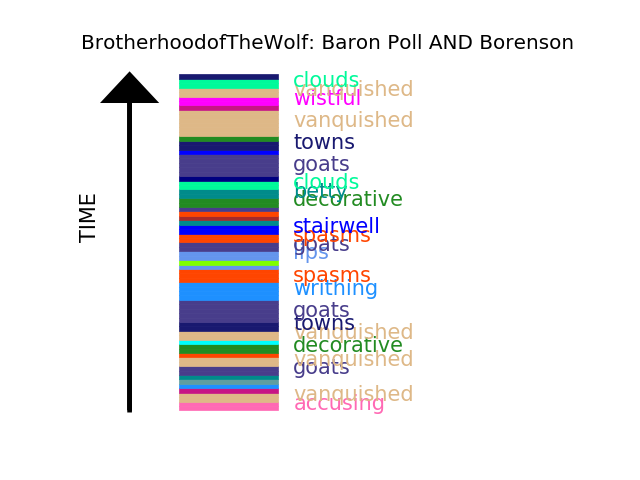 BrotherhoodofTheWolf: Baron Poll AND Borenson
clouds
vanquished
wistful
vanquished
towns
goats
clouds
betty
decorative
stairwell
spasms
goats
lips
spasms
writhing
goats
towns
vanquished
decorative
vanquished
goats
vanquished
accusing
TIME